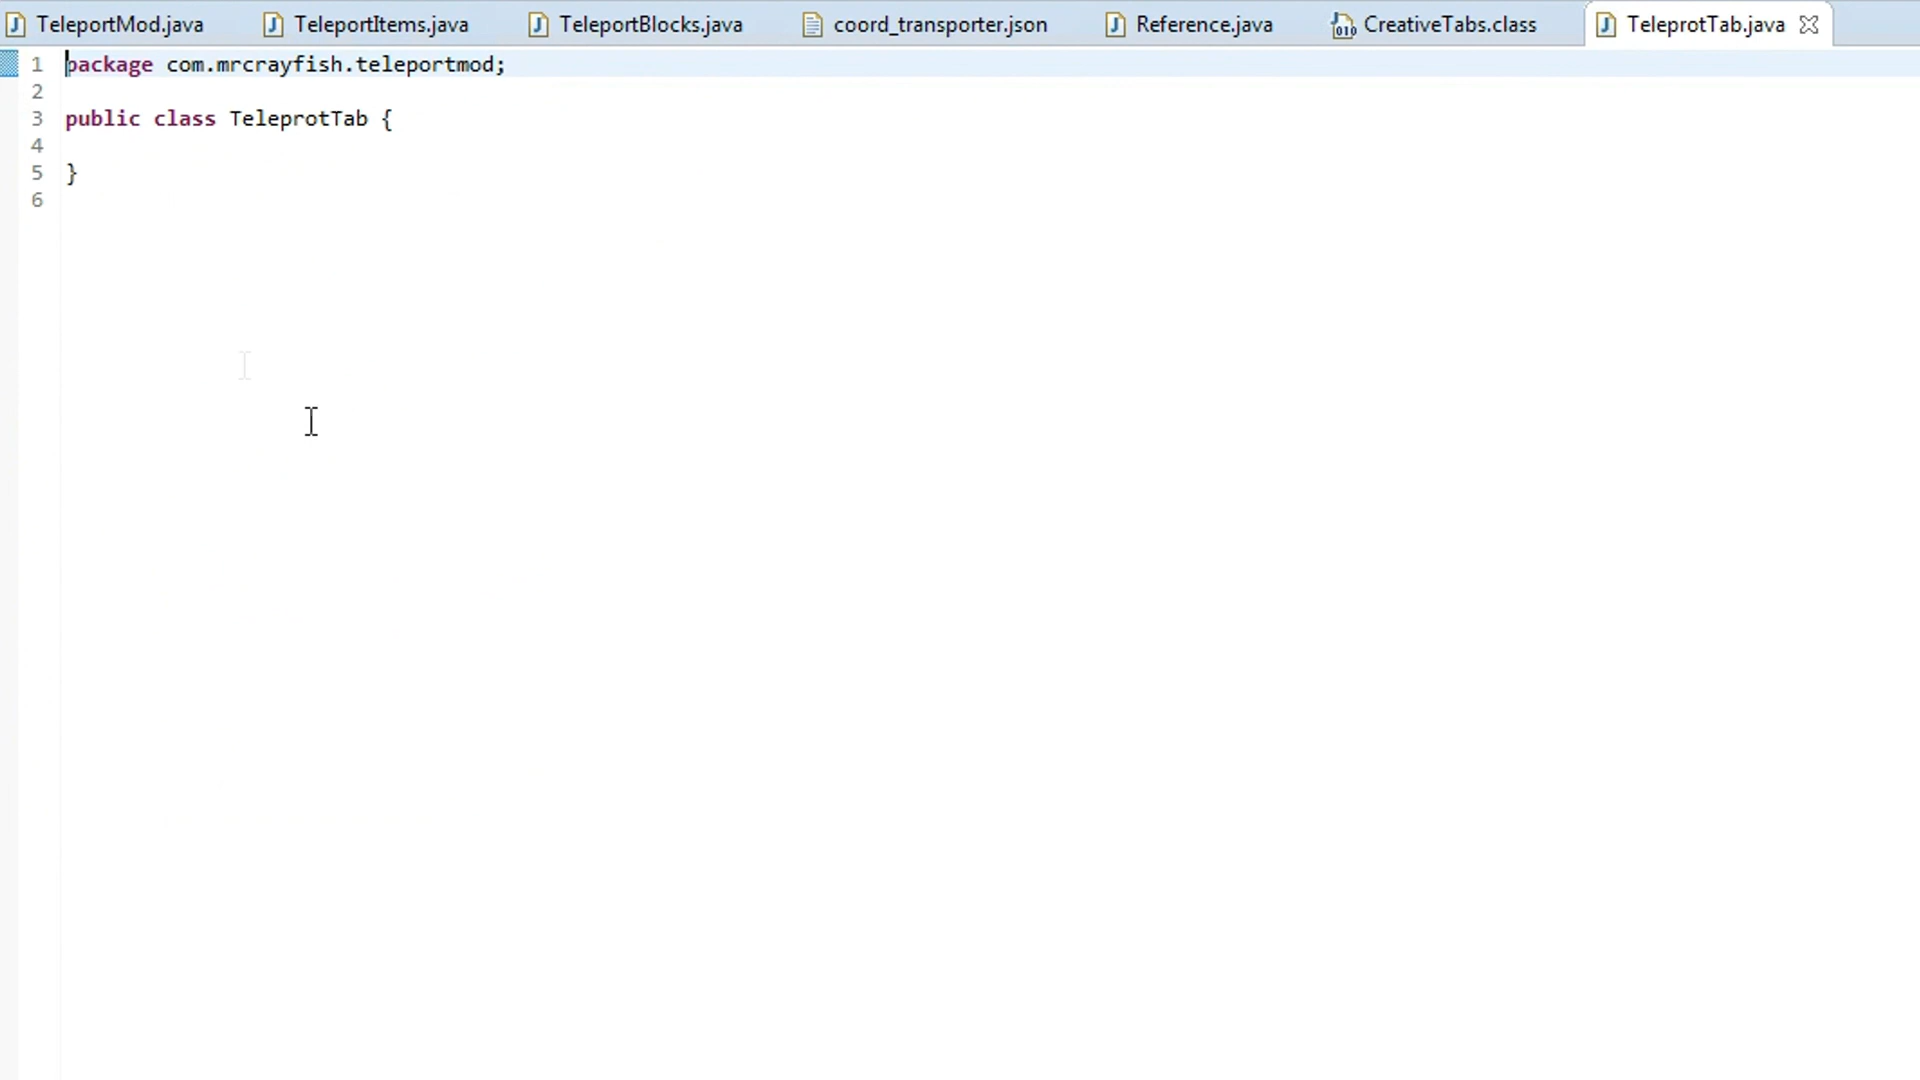 TeleportMod.java TeleportItems.java TeleportBlocks.java coord_transporter.json Reference.java CreativeTabs.class TeleprotTab.java
1 package com.mrcrayfish.teleportmod;
2
3 public class TeleprotTab {
4
5 }
6